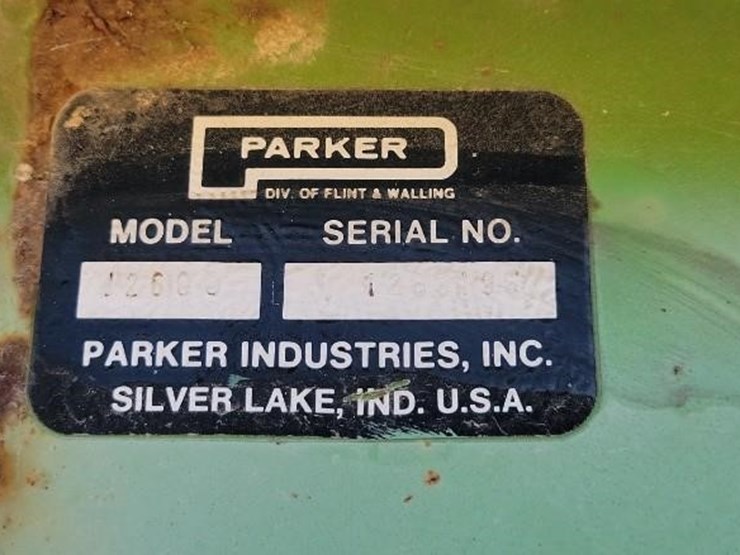 PARKER
DIV. OF FLINT & WALLING
MODEL SERIAL NO.
PARKER INDUSTRIES, INC.
SILVER LAKE, IND. U.S.A.